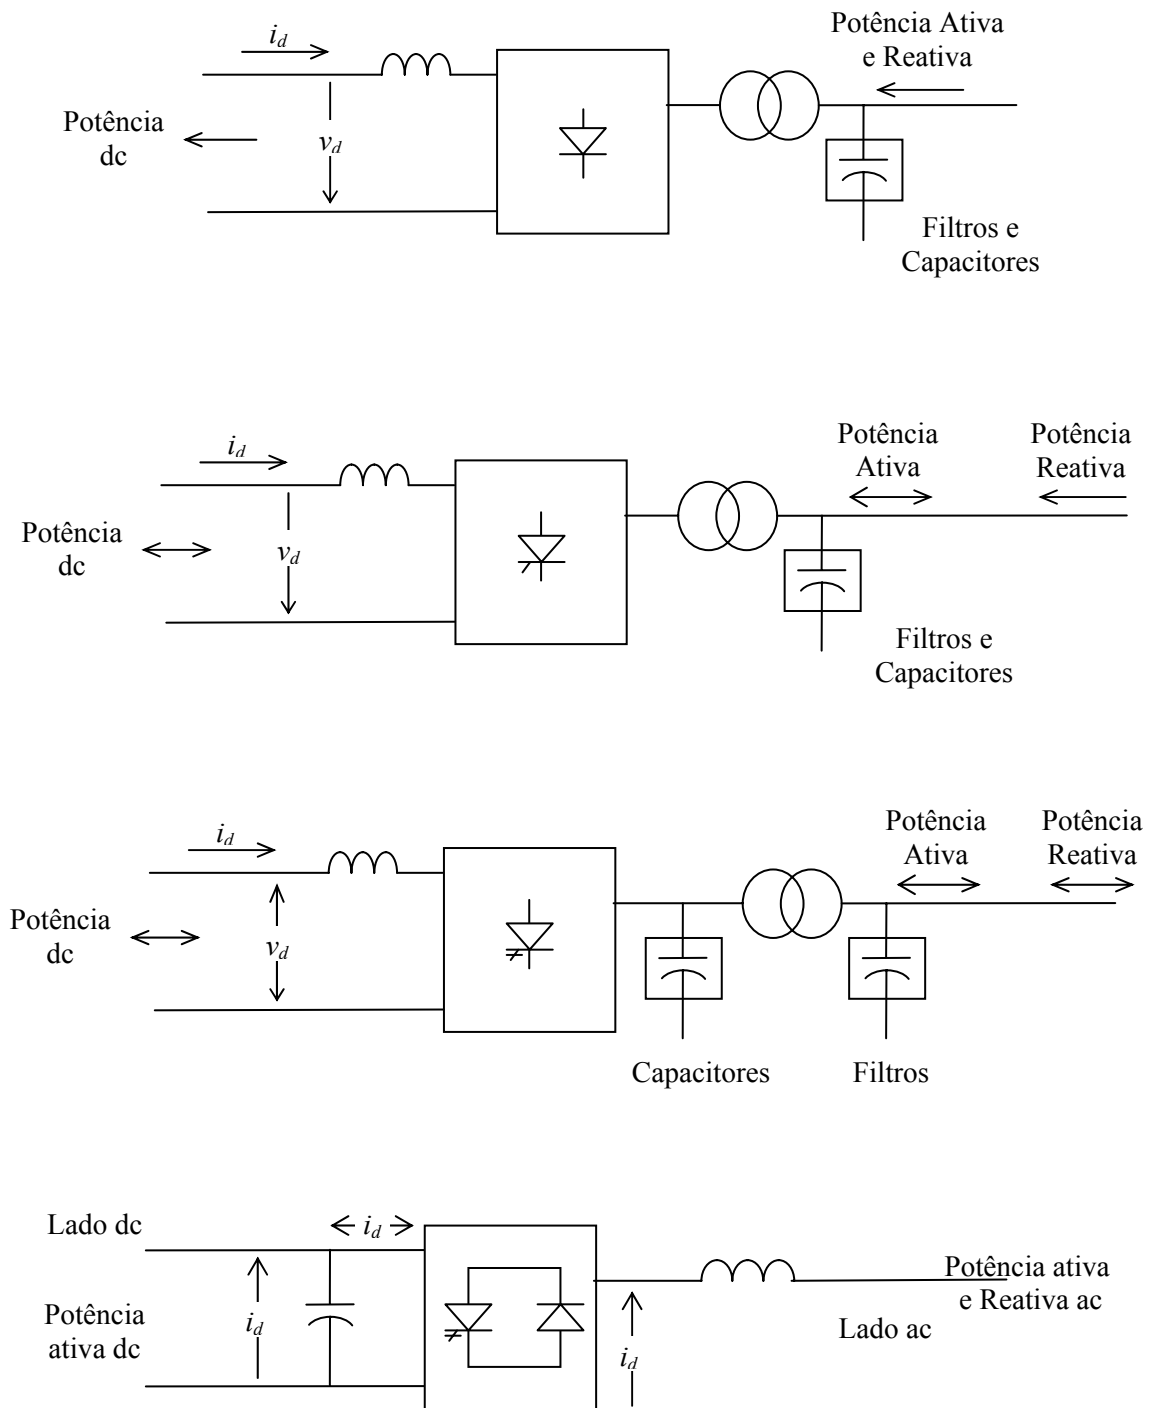 i_d
Potência Ativa
e Reativa
Potência
dc
v_d
Filtros e
Capacitores
i_d
Potência
Ativa
Potência
Reativa
Potência
dc
v_d
Filtros e
Capacitores
i_d
Potência
Ativa
Potência
Reativa
Potência
dc
v_d
Capacitores
Filtros
Lado dc
i_d
Potência
ativa dc
i_d
i_d
Potência ativa
e Reativa ac
Lado ac